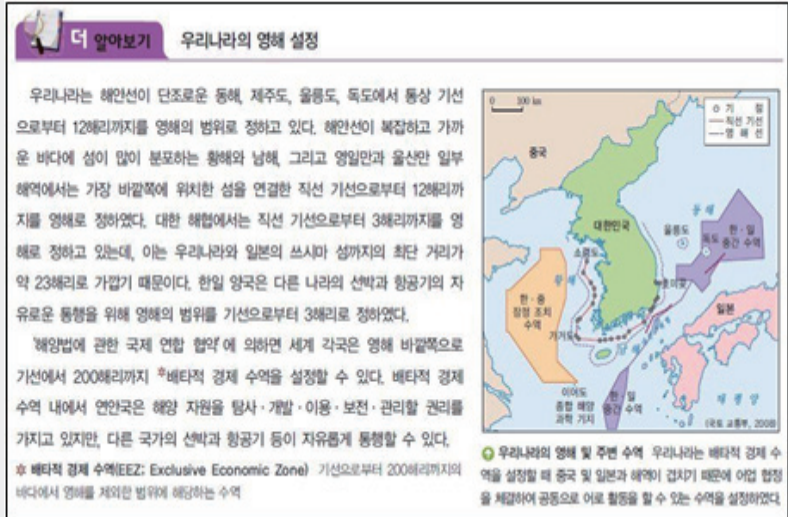 더 알아보기 우리나라의 영해 설정
우리나라는 해안선이 단조로운 동해, 제주도, 울릉도, 독도에서 통상 기선
으로부터 12해리까지를 영해의 범위로 정하고 있다. 해안선이 복잡하고 가까
운 바다에 섬이 많이 분포하는 황해와 남해, 그리고 영일만과 울산만 일부
해역에서는 가장 바깥쪽에 위치한 섬을 연결한 직선 기선으로부터 12해리까
지를 영해로 정하였다. 대한 해협에서는 직선 기선으로부터 3해리까지를 영
해로 정하고 있는데, 이는 우리나라와 일본의 쓰시마 섬까지의 최단 거리가
약 23해리로 가깝기 때문이다. 한일 양국은 다른 나라의 선박과 항공기의 자
유로운 통행을 위해 영해의 범위를 기선으로부터 3해리로 정하였다.
'해양법에 관한 국제 연합 협약'에 의하면 세계 각국은 영해 바깥쪽으로
기선에서 200해리까지 *배타적 경제 수역을 설정할 수 있다. 배타적 경제
수역 내에서 연안국은 해양 자원을 탐사·개발·이용·보전·관리할 권리를
가지고 있지만, 다른 국가의 선박과 항공기 등이 자유롭게 통행할 수 있다.
* 배타적 경제 수역(EEZ; Exclusive Economic Zone) 기선으로부터 200해리까지의
바다에서 영해를 제외한 범위에 해당하는 수역
0 100 km
기 점
직선 기선
영 해 선
중국
대한민국
동 해
울릉도
독도
한·일
중간 수역
소령도
황 해
호미곶
한·중
잠정 조치
수역
일본
가거도
남 해
이어도
종합 해양
과학 기지
한·일
중간 수역
태 평 양
(국토 교통부, 2008)
우리나라의 영해 및 주변 수역 우리나라는 배타적 경제 수
역을 설정할 때 중국 및 일본과 해역이 겹치기 때문에 어업 협정
을 체결하여 공동으로 어로 활동을 할 수 있는 수역을 설정하였다.